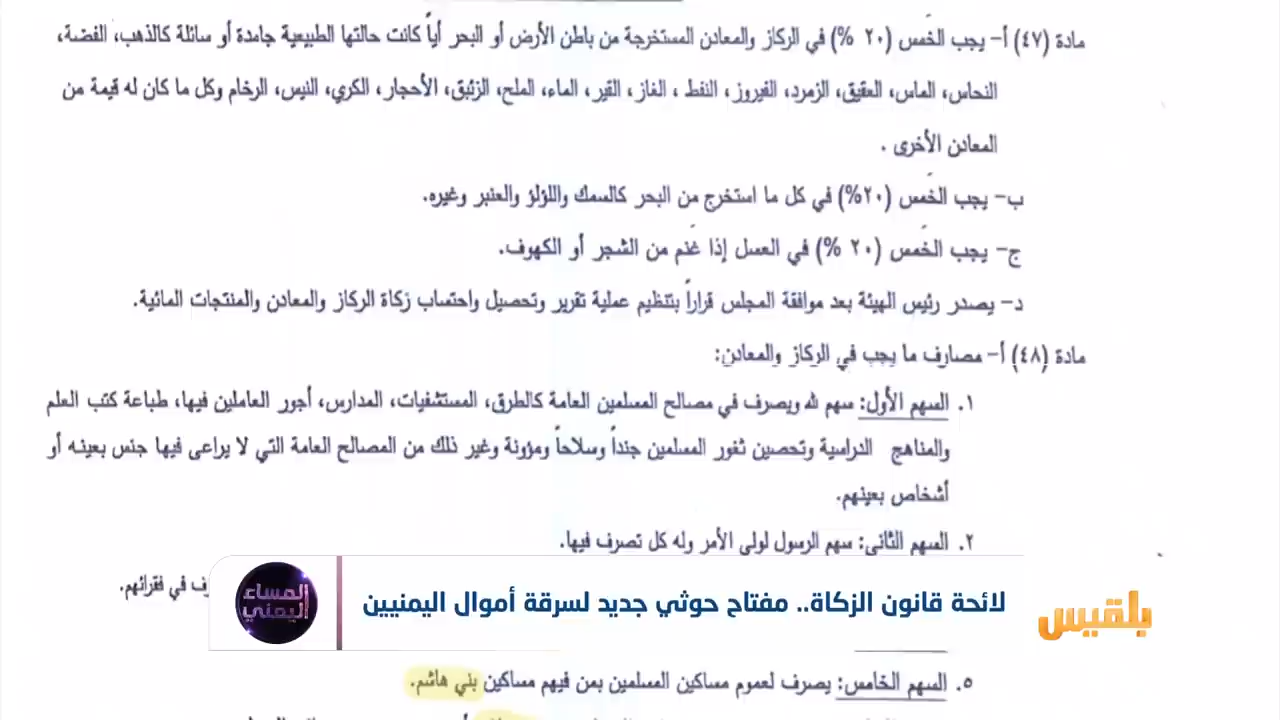 مادة (٤٧) أ- يجب الخُمس (٢٠ %) في الركاز والمعادن المستخرجة من باطن الأرض أو البحر أياً كانت حالتها الطبيعية جامدة أو سائلة كالذهب، الفضة،
النحاس، الماس، العقيق، الزمرد، الفيروز، النفط، الغاز، القير، الماء، الملح، الزئبق، الأحجار، الكري، النيس، الرخام وكل ما كان له قيمة من
المعادن الأخرى .
ب- يجب الخُمس (٢٠%) في كل ما استخرج من البحر كالسمك واللؤلؤ والعنبر وغيره.
ج- يجب الخُمس (٢٠ %) في العسل إذا غُنم من الشجر أو الكهوف.
د- يصدر رئيس الهيئة بعد موافقة المجلس قراراً بتنظيم عملية تقرير وتحصيل واحتساب زكاة الركاز والمعادن والمنتجات المائية.
مادة (٤٨) أ- مصارف ما يجب في الركاز والمعادن:
١. السهم الأول: سهم لله ويصرف في مصالح المسلمين العامة كالطرق، المستشفيات، المدارس، أجور العاملين فيها، طباعة كتب العلم
والمناهج الدراسية وتحصين ثغور المسلمين جنداً وسلاحاً ومؤونة وغير ذلك من المصالح العامة التي لا يراعى فيها جنس بعينه أو
أشخاص بعينهم.
٢. السهم الثاني: سهم الرسول لولي الأمر وله كل تصرف فيها.
في فقرائهم.
المساء اليمني
لائحة قانون الزكاة.. مفتاح حوثي جديد لسرقة أموال اليمنيين
بلقيس
٥. السهم الخامس: يصرف لعموم مساكين المسلمين بمن فيهم مساكين بني هاشم.